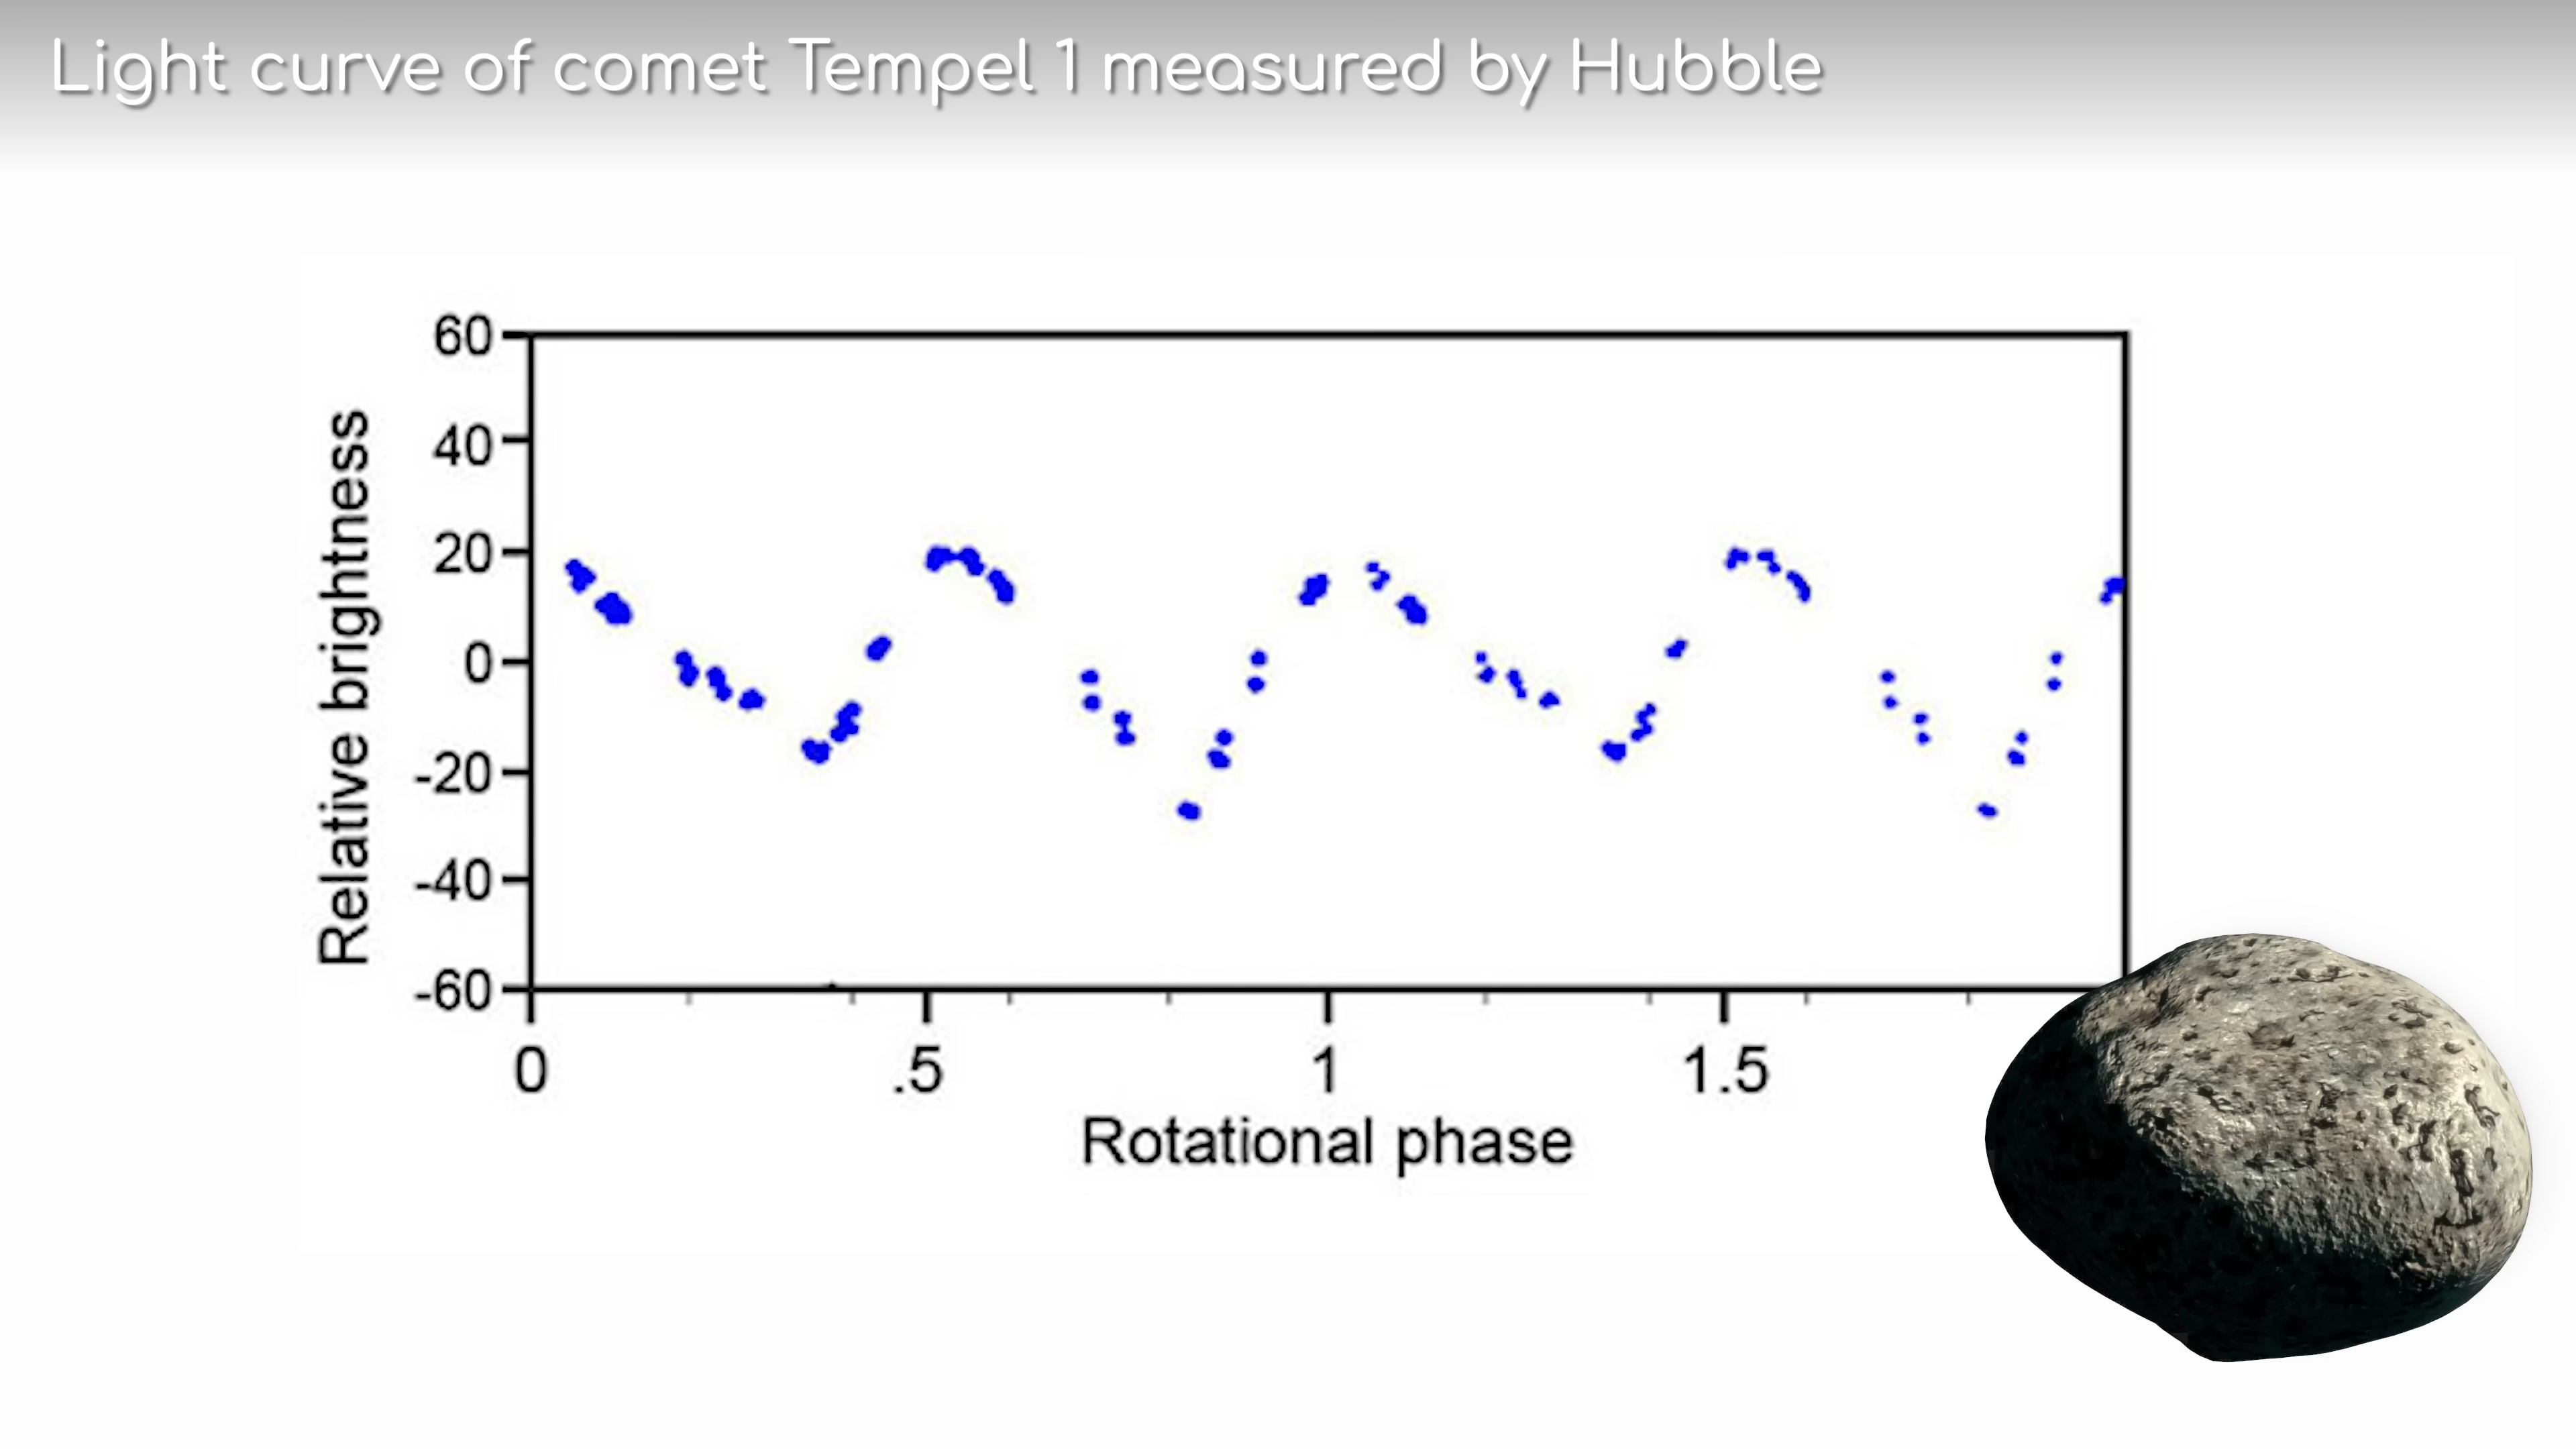 Light curve of comet Tempel 1 measured by Hubble
60
40
20
0
-20
-40
-60
Relative brightness
0 .5 1 1.5
Rotational phase